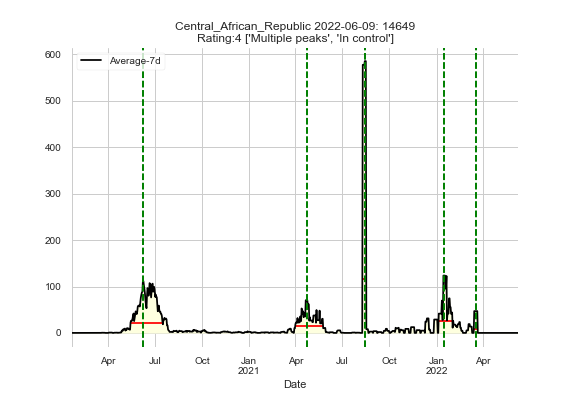 Central_African_Republic 2022-06-09: 14649
Rating:4 ['Multiple peaks', 'In control']
Average-7d
600
500
400
300
200
100
0
Apr Jul Oct Jan Apr Jul Oct Jan Apr
2021 2022
Date